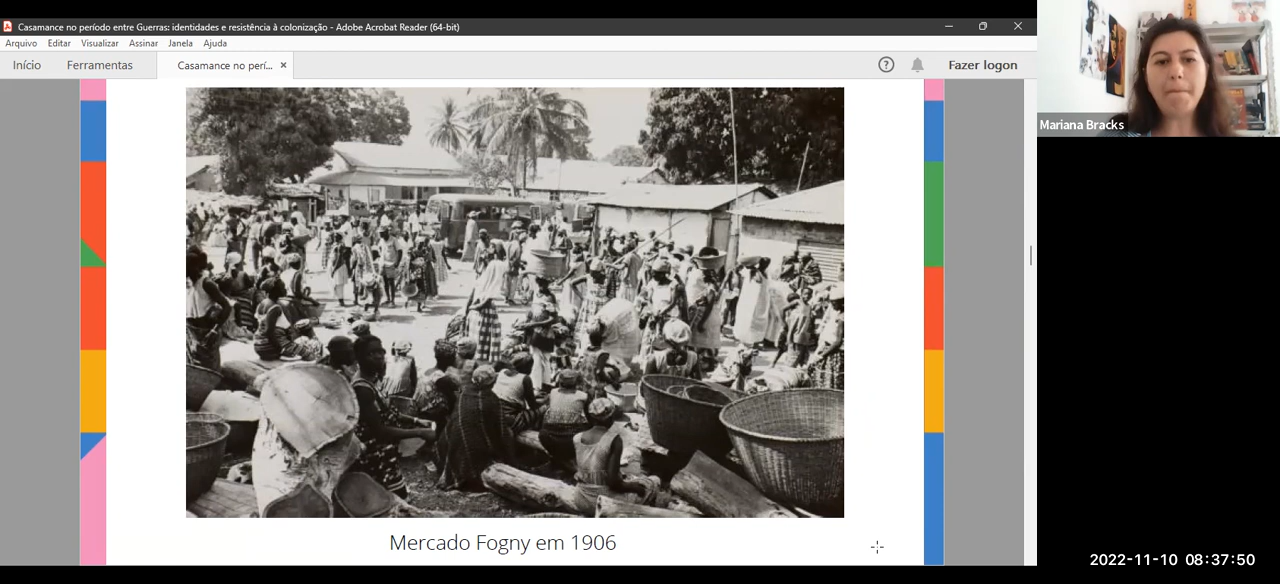 Casamance no período entre Guerras: identidades e resistência à colonização - Adobe Acrobat Reader (64-bit)
Arquivo Editar Visualizar Assinar Janela Ajuda
Início Ferramentas Casamance no perí... × ? Fazer logon
Mariana Bracks
Mercado Fogny em 1906
2022-11-10 08:37:50